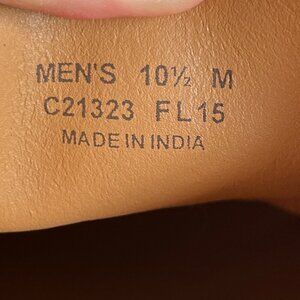 MEN'S 10½ M
C21323 FL15
MADE IN INDIA